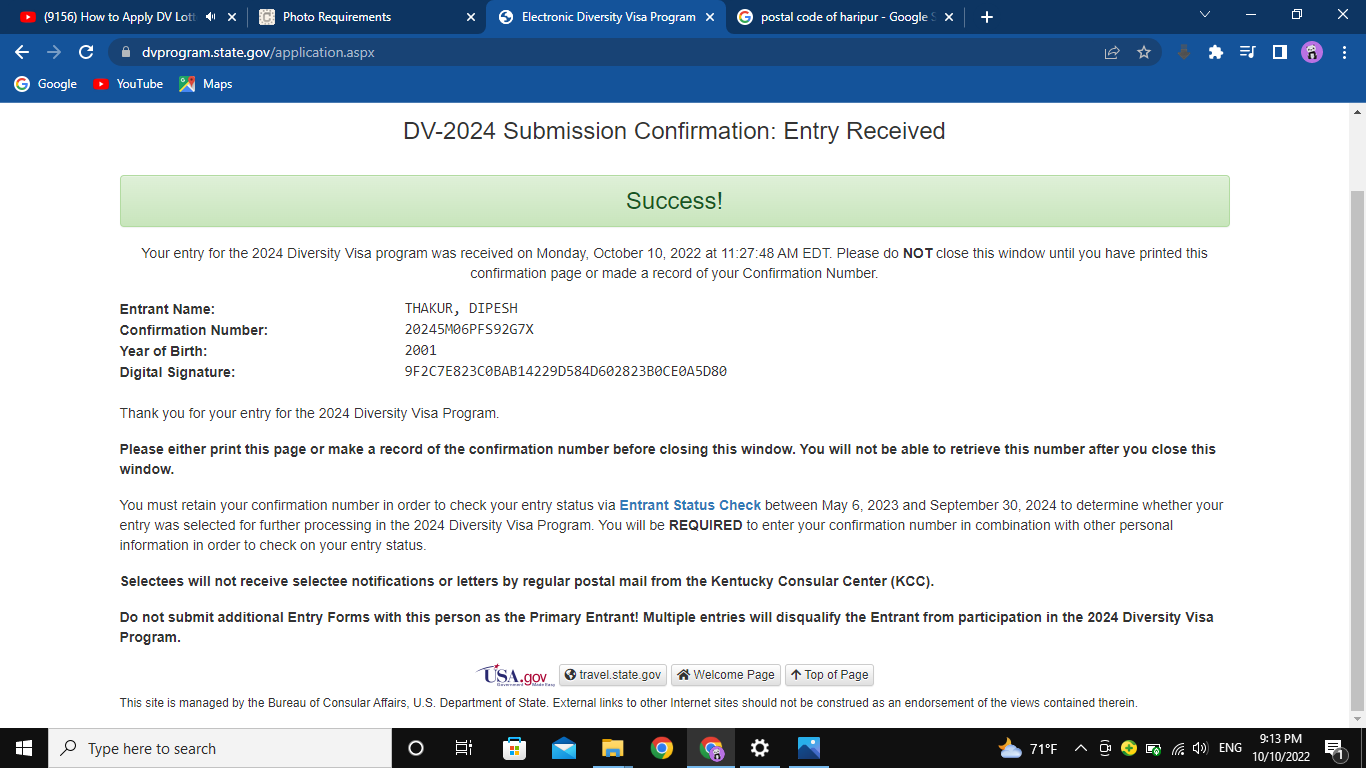 (9156) How to Apply DV Lott
Photo Requirements
Electronic Diversity Visa Program
postal code of haripur - Google S
dvprogram.state.gov/application.aspx
Google
YouTube
Maps
DV-2024 Submission Confirmation: Entry Received
Success!
Your entry for the 2024 Diversity Visa program was received on Monday, October 10, 2022 at 11:27:48 AM EDT. Please do NOT close this window until you have printed this
confirmation page or made a record of your Confirmation Number.
Entrant Name: THAKUR, DIPESH
Confirmation Number: 20245M06PFS92G7X
Year of Birth: 2001
Digital Signature: 9F2C7E823C0BAB14229D584D602823B0CE0A5D80
Thank you for your entry for the 2024 Diversity Visa Program.
Please either print this page or make a record of the confirmation number before closing this window. You will not be able to retrieve this number after you close this
window.
You must retain your confirmation number in order to check your entry status via Entrant Status Check between May 6, 2023 and September 30, 2024 to determine whether your
entry was selected for further processing in the 2024 Diversity Visa Program. You will be REQUIRED to enter your confirmation number in combination with other personal
information in order to check on your entry status.
Selectees will not receive selectee notifications or letters by regular postal mail from the Kentucky Consular Center (KCC).
Do not submit additional Entry Forms with this person as the Primary Entrant! Multiple entries will disqualify the Entrant from participation in the 2024 Diversity Visa
Program.
USA.gov
Government Made Easy
travel.state.gov
Welcome Page
Top of Page
This site is managed by the Bureau of Consular Affairs, U.S. Department of State. External links to other Internet sites should not be construed as an endorsement of the views contained therein.
Type here to search
71°F
ENG
9:13 PM
10/10/2022
1